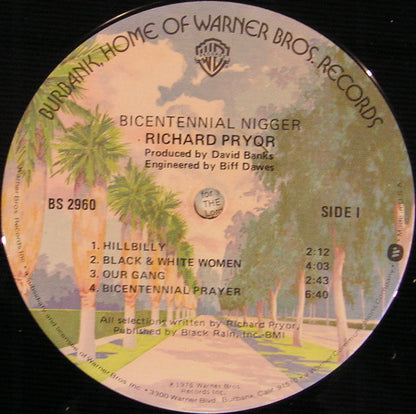 BURBANK, HOME OF WARNER BROS. RECORDS
BICENTENNIAL NIGGER
RICHARD PRYOR
Produced by David Banks
Engineered by Biff Dawes
BS 2960
for
THE
SIDE I
1. HILLBILLY 2:12
2. BLACK & WHITE WOMEN 4:03
3. OUR GANG 2:43
4. BICENTENNIAL PRAYER 6:40
All selections written by Richard Pryor,
Published by Black Rain, Inc.-BMI
© 1976 Warner Bros.
Records Inc.
3300 Warner Blvd., Burbank, Calif.